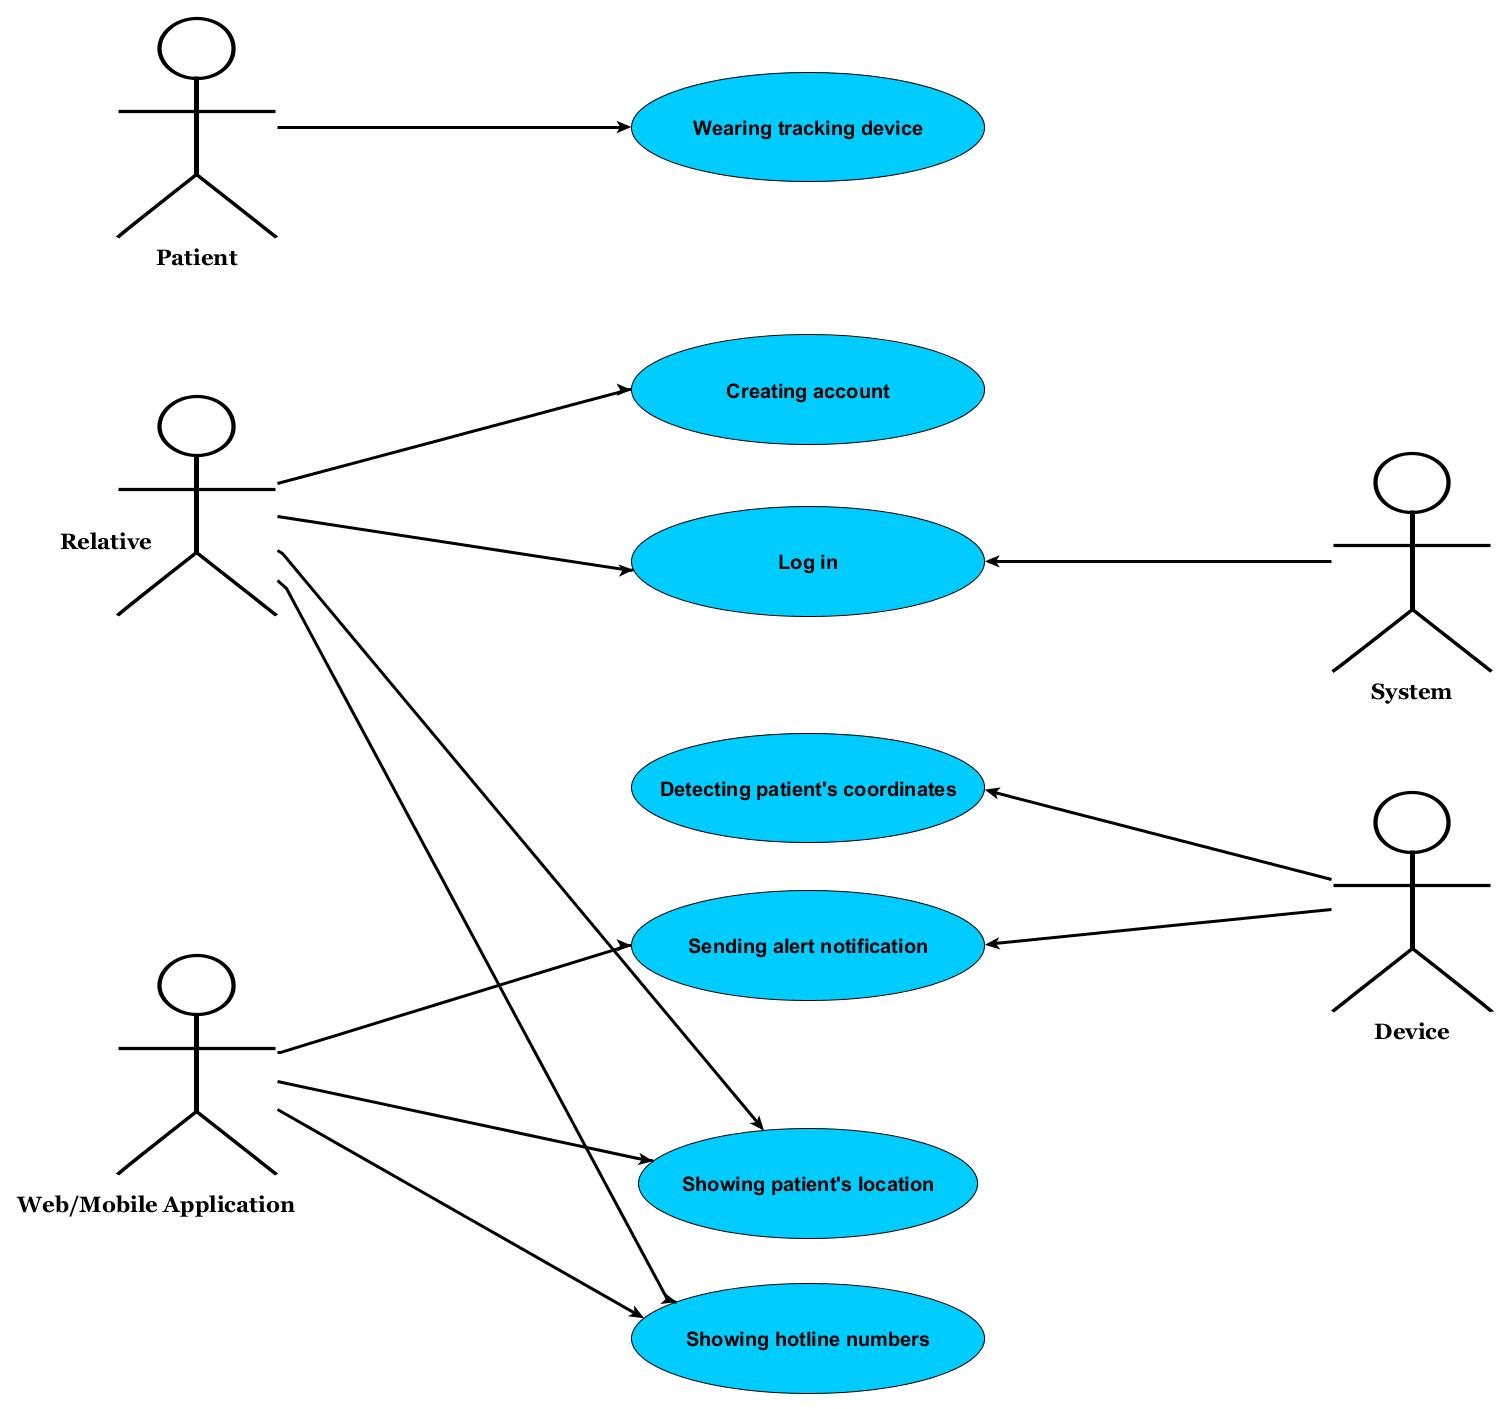 Wearing tracking device
Patient
Creating account
Relative
Log in
System
Detecting patient's coordinates
Sending alert notification
Device
Showing patient's location
Web/Mobile Application
Showing hotline numbers